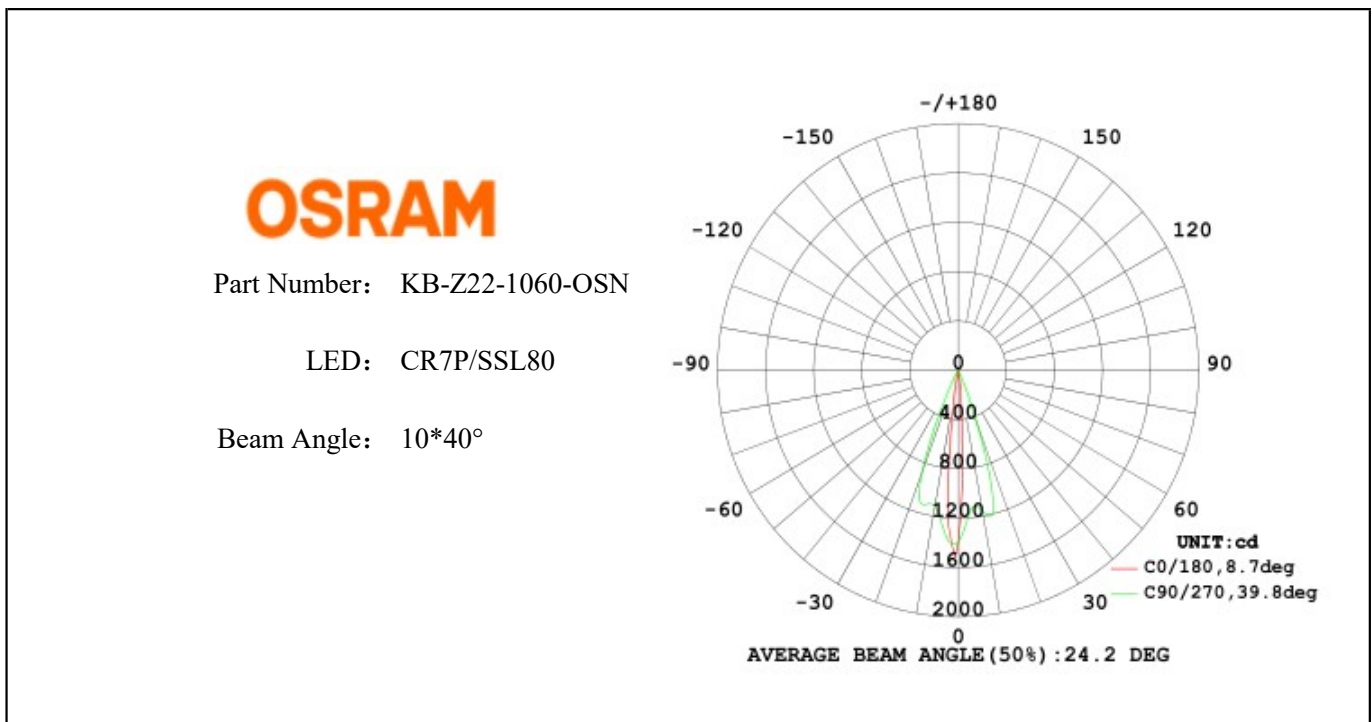 OSRAM
Part Number： KB-Z22-1060-OSN
LED： CR7P/SSL80
Beam Angle： 10*40°
-/+180
-150 150
-120 120
-90 0 90
400
800
-60 1200 60
UNIT:cd
1600 C0/180,8.7deg
-30 2000 30 C90/270,39.8deg
0
AVERAGE BEAM ANGLE(50%):24.2 DEG